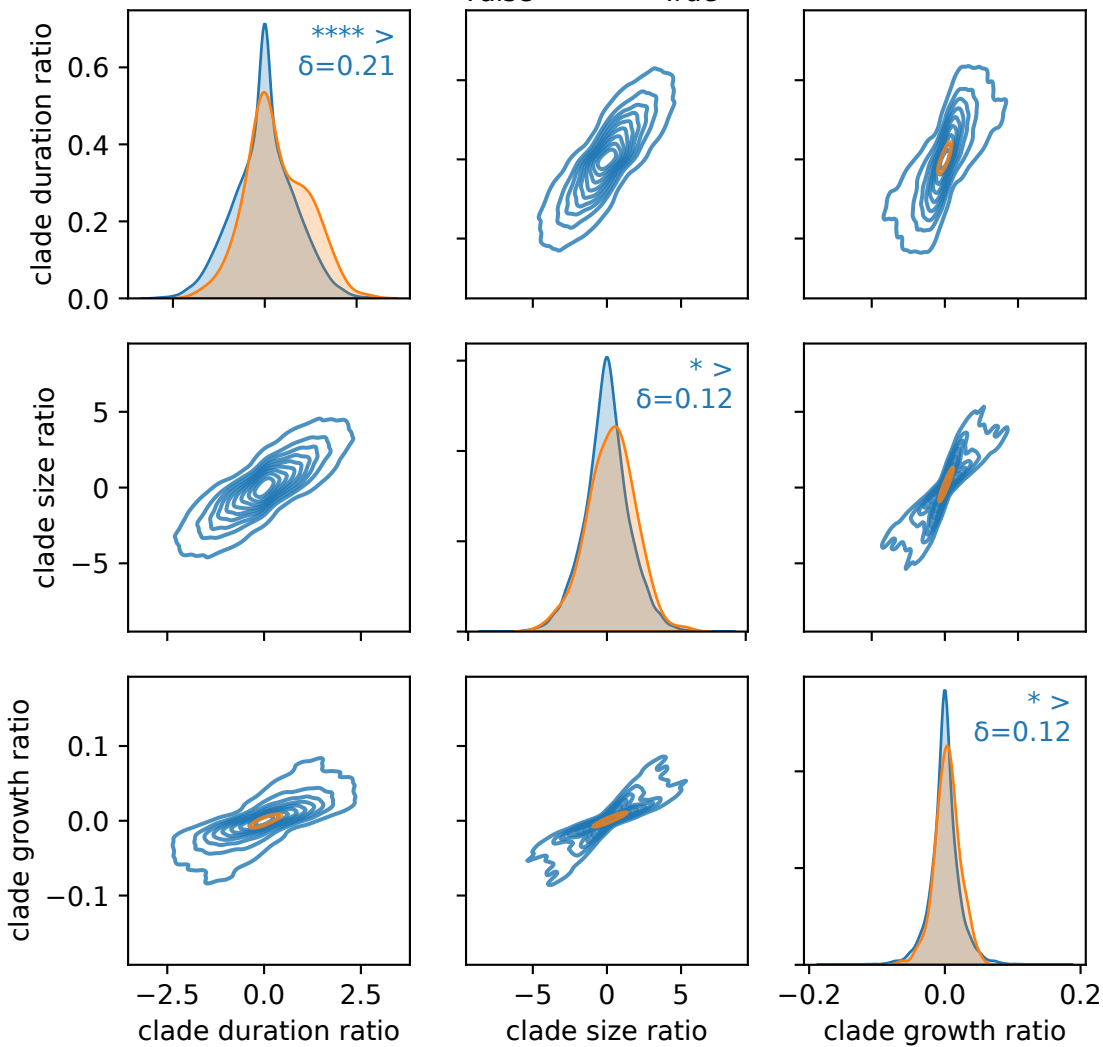 False True
clade duration ratio
0.6
0.4
0.2
0.0
**** >
δ=0.21
clade size ratio
5
0
−5
* >
δ=0.12
clade growth ratio
0.1
0.0
−0.1
* >
δ=0.12
−2.5 0.0 2.5
clade duration ratio
−5 0 5
clade size ratio
−0.2 0.0 0.2
clade growth ratio